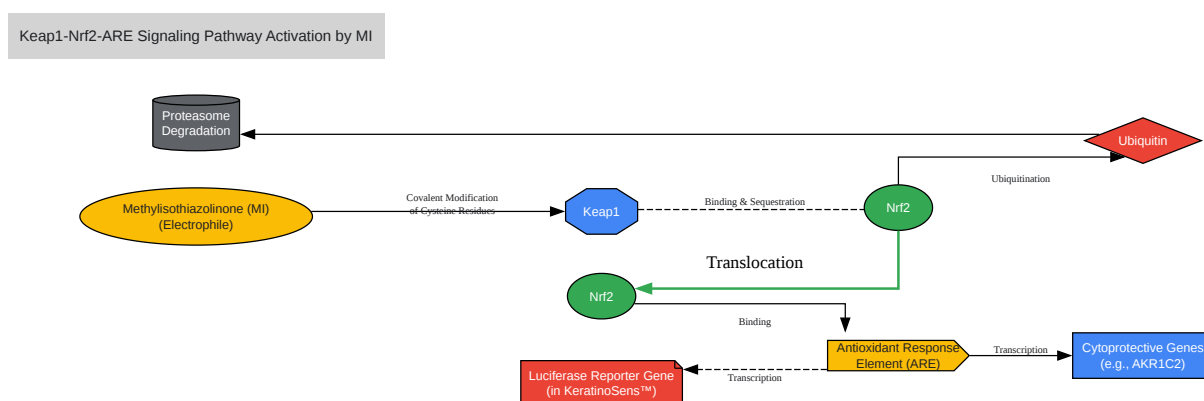 Keap1-Nrf2-ARE Signaling Pathway Activation by MI
Proteasome
Degradation
Ubiquitin
Ubiquitination
Methylisothiazolinone (MI)
(Electrophile)
Covalent Modification
of Cysteine Residues
Keap1
Binding & Sequestration
Nrf2
Translocation
Nrf2
Binding
Antioxidant Response
Element (ARE)
Transcription
Cytoprotective Genes
(e.g., AKR1C2)
Transcription
Luciferase Reporter Gene
(in KeratinoSens™)